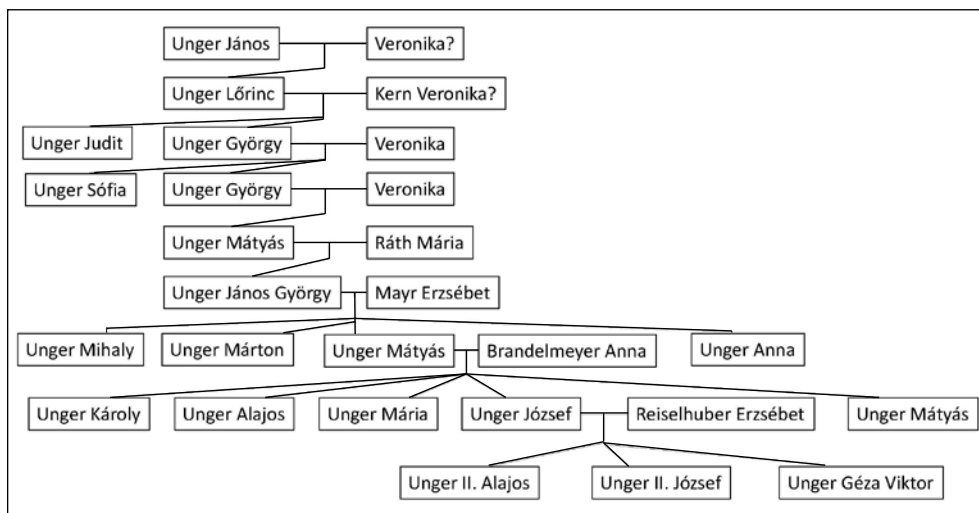 Unger János
Veronika?
Unger Lőrinc
Kern Veronika?
Unger Judit
Unger György
Veronika
Unger Sófia
Unger György
Veronika
Unger Mátyás
Ráth Mária
Unger János György
Mayr Erzsébet
Unger Mihaly
Unger Márton
Unger Mátyás
Brandelmeyer Anna
Unger Anna
Unger Károly
Unger Alajos
Unger Mária
Unger József
Reiselhuber Erzsébet
Unger Mátyás
Unger II. Alajos
Unger II. József
Unger Géza Viktor